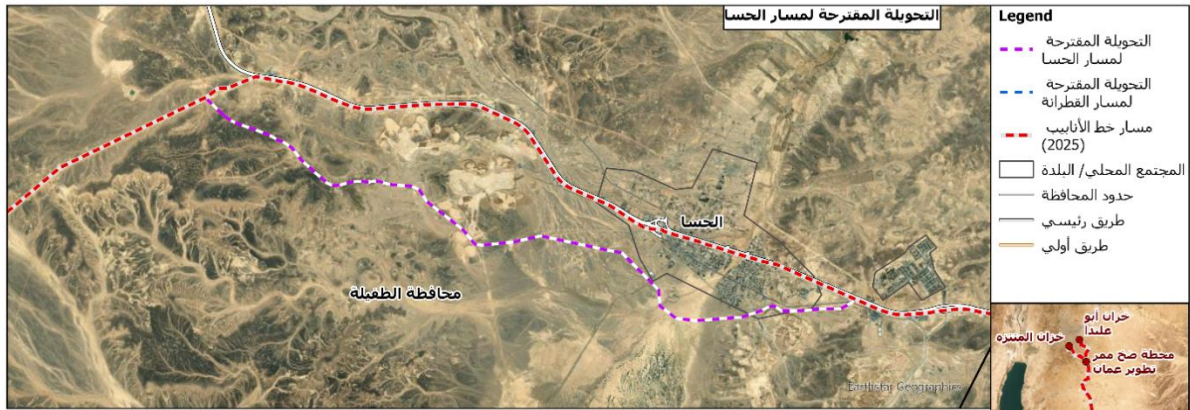 التحويلة المقترحة لمسار الحسا
الحسا
محافظة الطفيلة
Earthstar Geographics
Legend
التحويلة المقترحة
لمسار الحسا
التحويلة المقترحة
لمسار القطرانة
مسار خط الأنابيب
(2025)
المجتمع المحلي/ البلدة
حدود المحافظة
طريق رئيسي
طريق أولي
خزان أبو
علندا
خزان المنتزه
محطة ضخ ممر
تطوير عمان